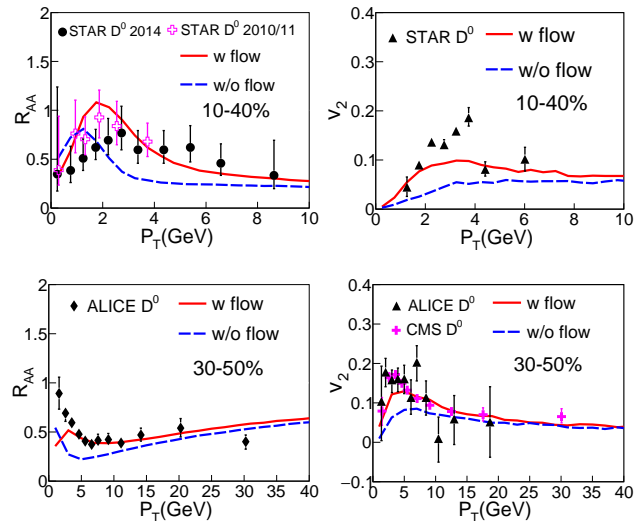 STAR D⁰ 2014 STAR D⁰ 2010/11
w flow
w/o flow
10-40%
R_AA
2
1.5
1
0.5
0
0 2 4 6 8 10
P_T(GeV)
STAR D⁰ w flow
w/o flow
10-40%
v₂
0.4
0.3
0.2
0.1
0
0 2 4 6 8 10
P_T(GeV)
ALICE D⁰ w flow
w/o flow
30-50%
R_AA
2
1.5
1
0.5
0
0 5 10 15 20 25 30 35 40
P_T(GeV)
ALICE D⁰ w flow
CMS D⁰ w/o flow
30-50%
v₂
0.4
0.3
0.2
0.1
0
−0.1
0 5 10 15 20 25 30 35 40
P_T(GeV)